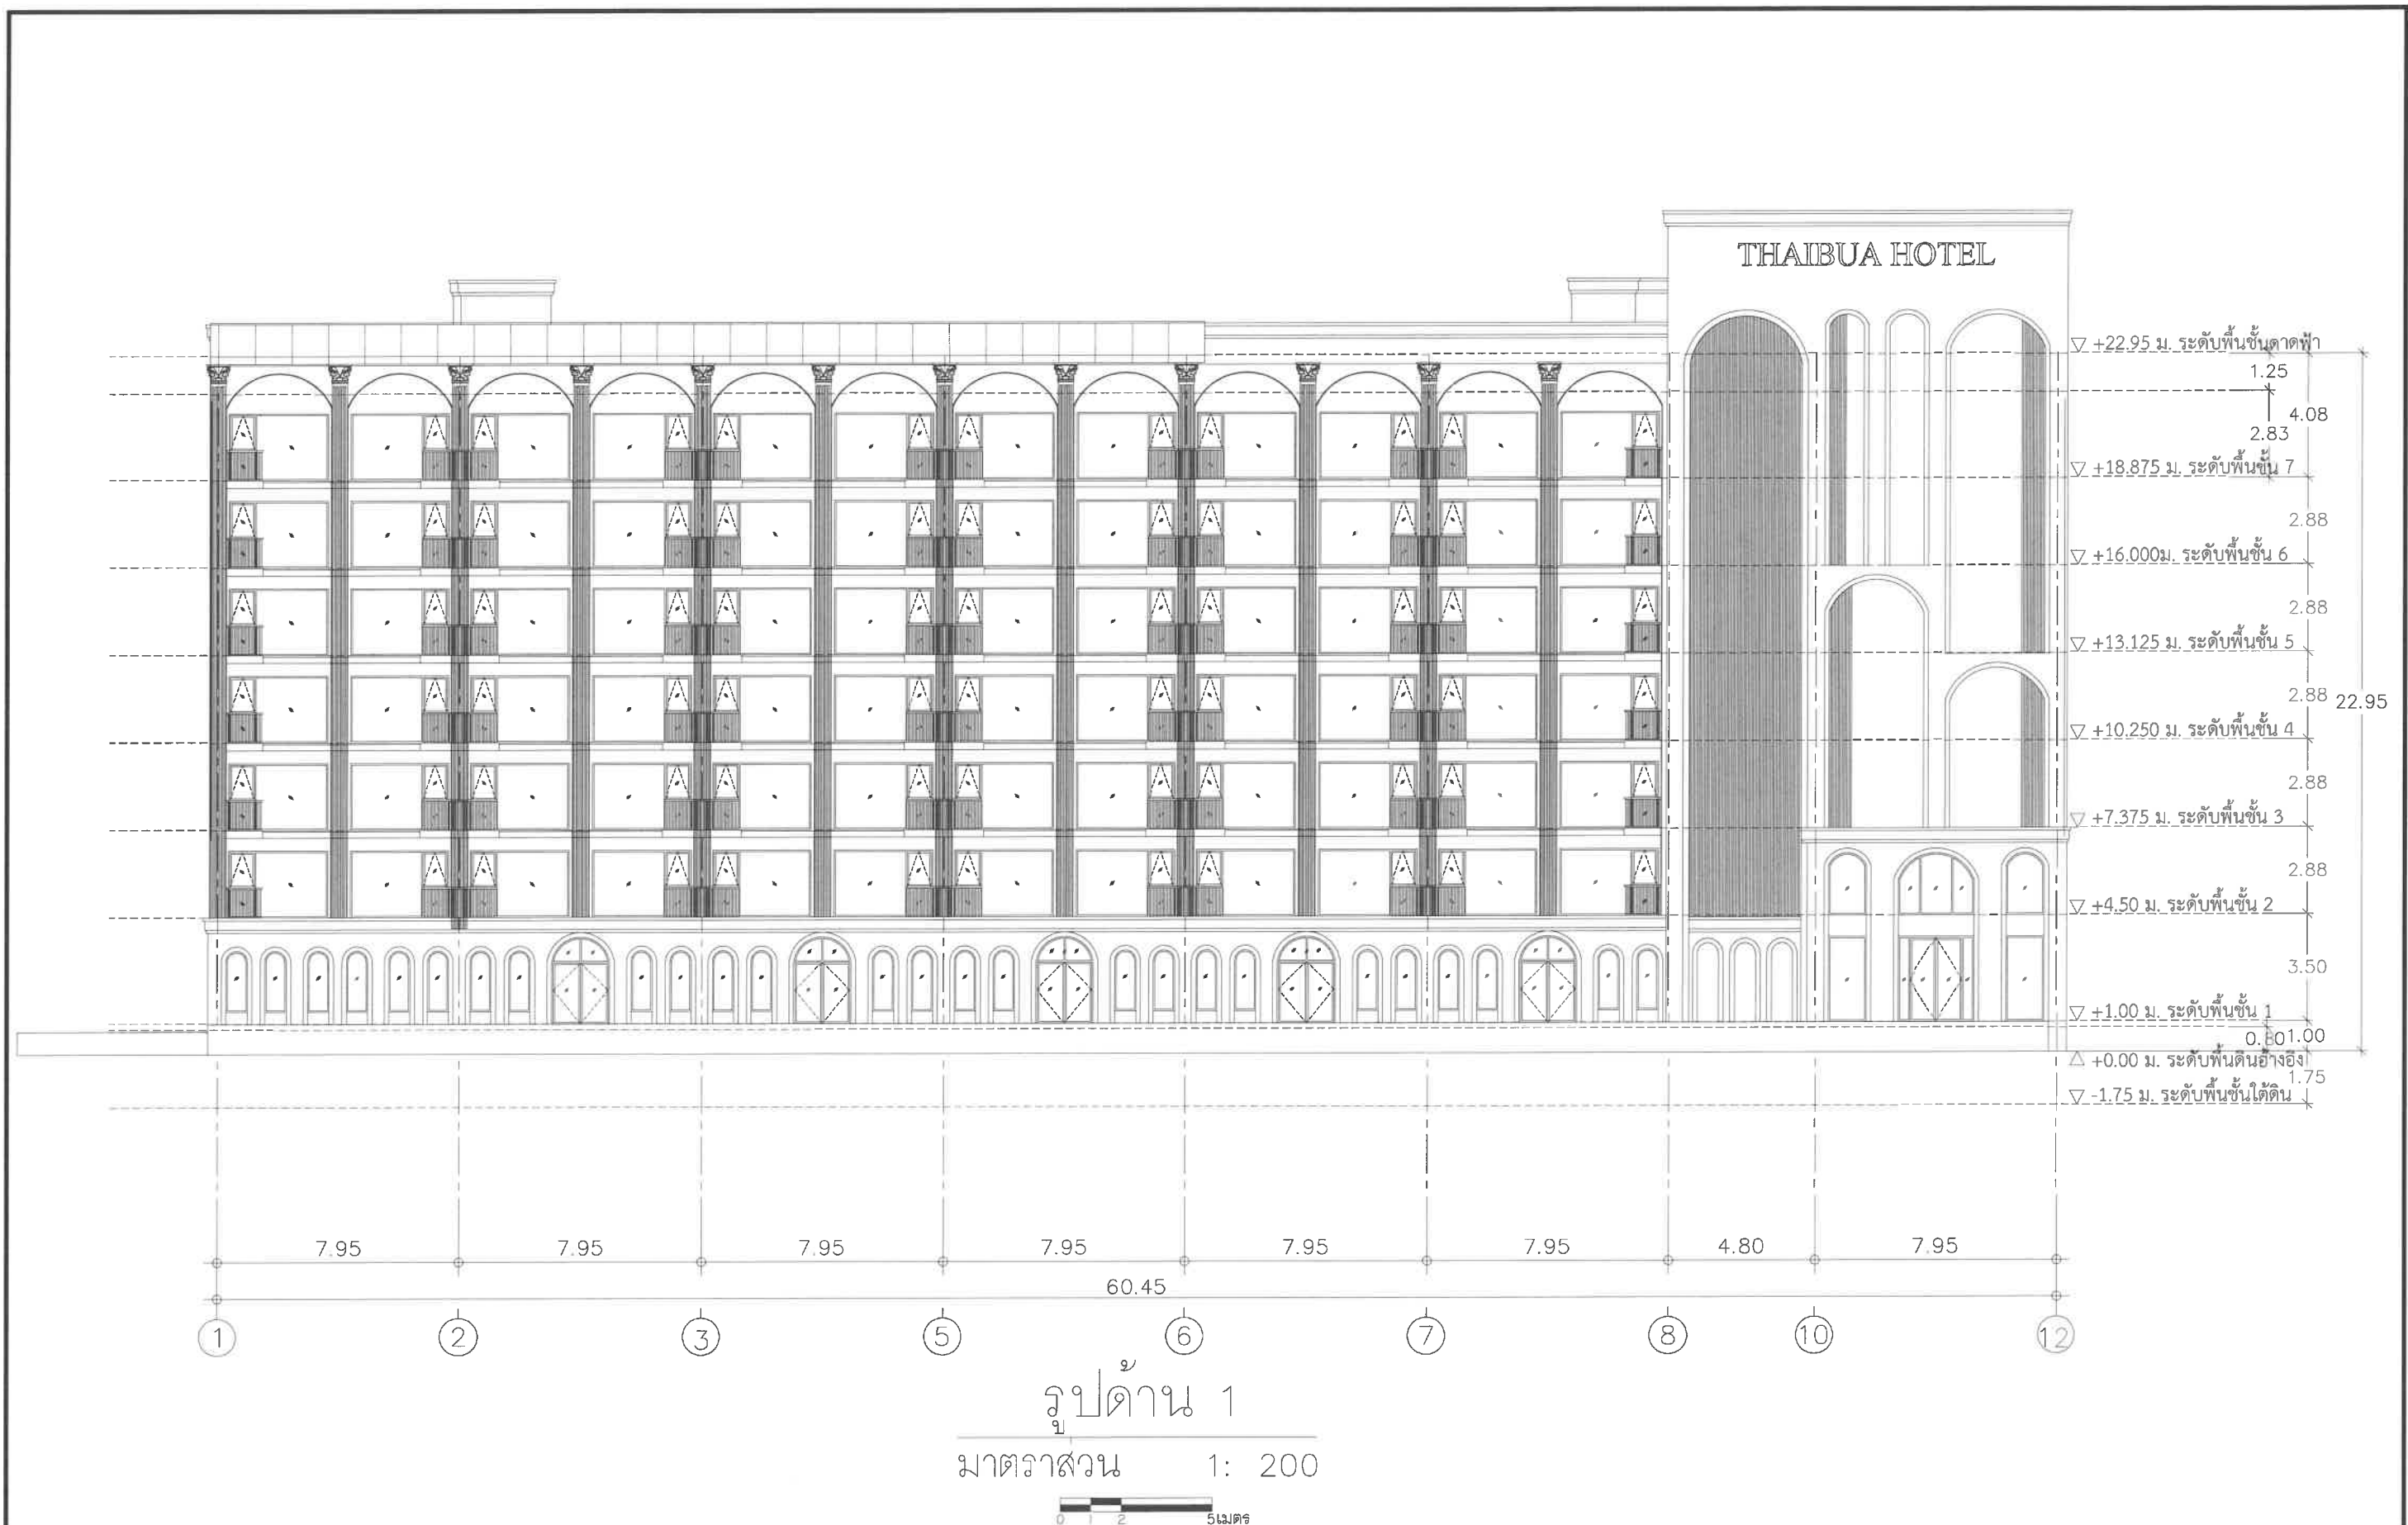 THAIBUA HOTEL
+22.95 ม. ระดับพื้นชั้นดาดฟ้า
1.25
4.08
2.83
+18.875 ม. ระดับพื้นชั้น 7
2.88
+16.000ม. ระดับพื้นชั้น 6
2.88
+13.125 ม. ระดับพื้นชั้น 5
2.88
22.95
+10.250 ม. ระดับพื้นชั้น 4
2.88
+7.375 ม. ระดับพื้นชั้น 3
2.88
+4.50 ม. ระดับพื้นชั้น 2
3.50
+1.00 ม. ระดับพื้นชั้น 1
0.80 1.00
+0.00 ม. ระดับพื้นดินอ้างอิง
1.75
-1.75 ม. ระดับพื้นชั้นใต้ดิน
7.95 7.95 7.95 7.95 7.95 7.95 4.80 7.95
60.45
1 2 3 5 6 7 8 10 12
รูปด้าน 1
มาตราส่วน 1: 200
0 1 2 5เมตร